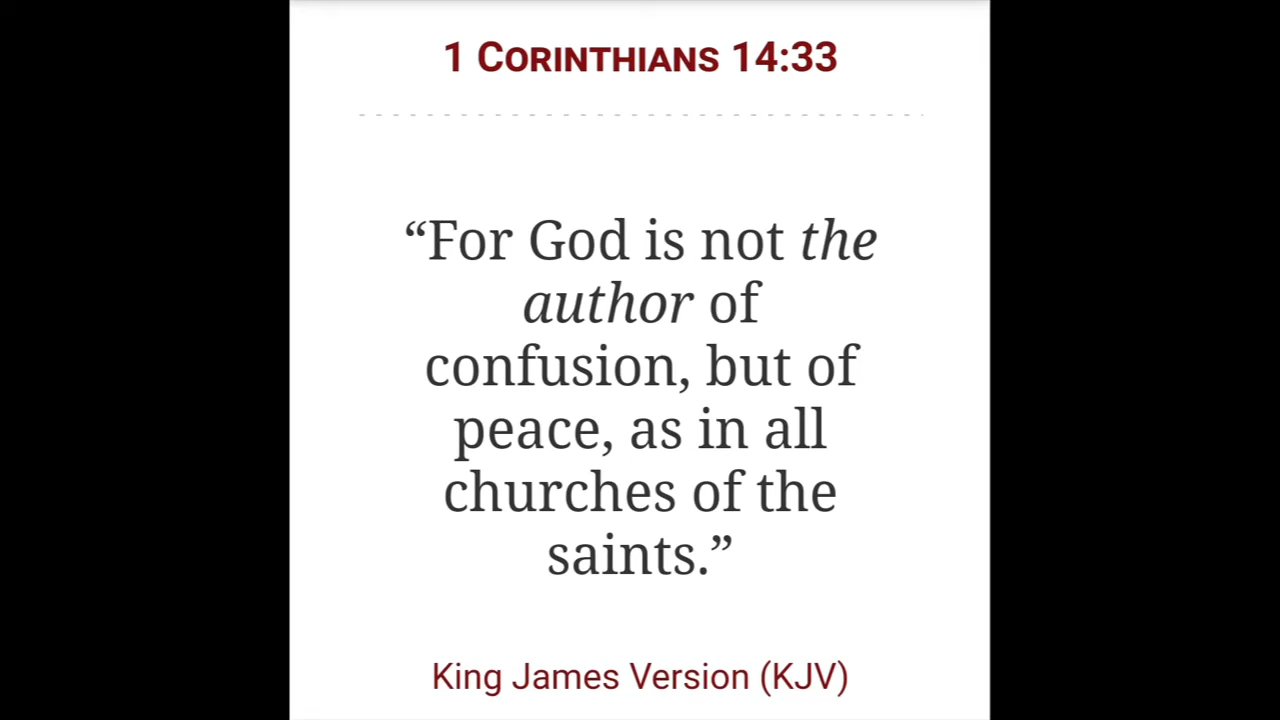 1 Corinthians 14:33
“For God is not the
author of
confusion, but of
peace, as in all
churches of the
saints.”
King James Version (KJV)